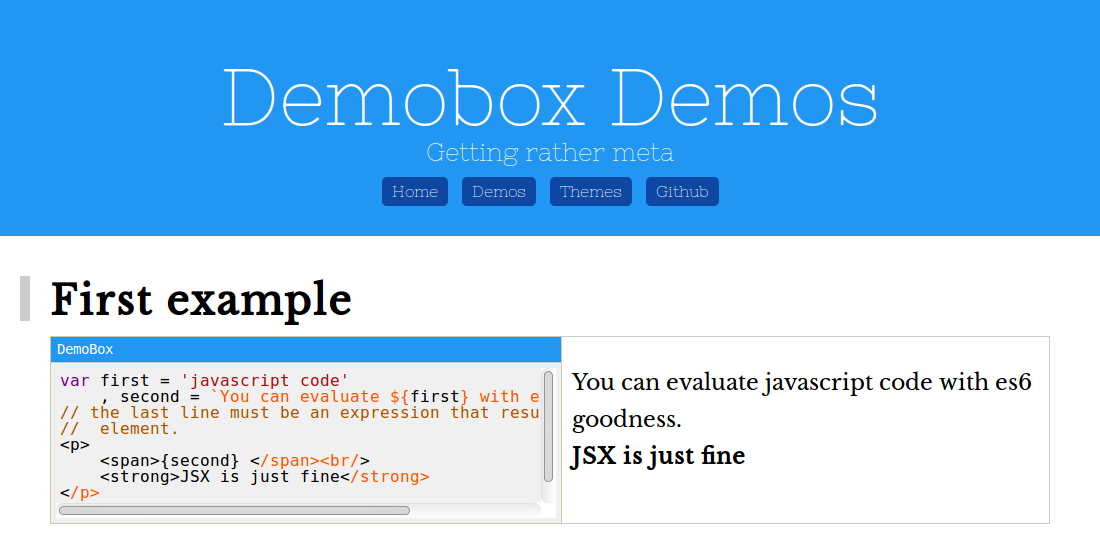 Demobox Demos
Getting rather meta
Home Demos Themes Github
First example
DemoBox
var first = 'javascript code'
    , second = `You can evaluate ${first} with e
// the last line must be an expression that resu
//  element.
<p>
    <span>{second} </span><br/>
    <strong>JSX is just fine</strong>
</p>
You can evaluate javascript code with es6
goodness.
JSX is just fine